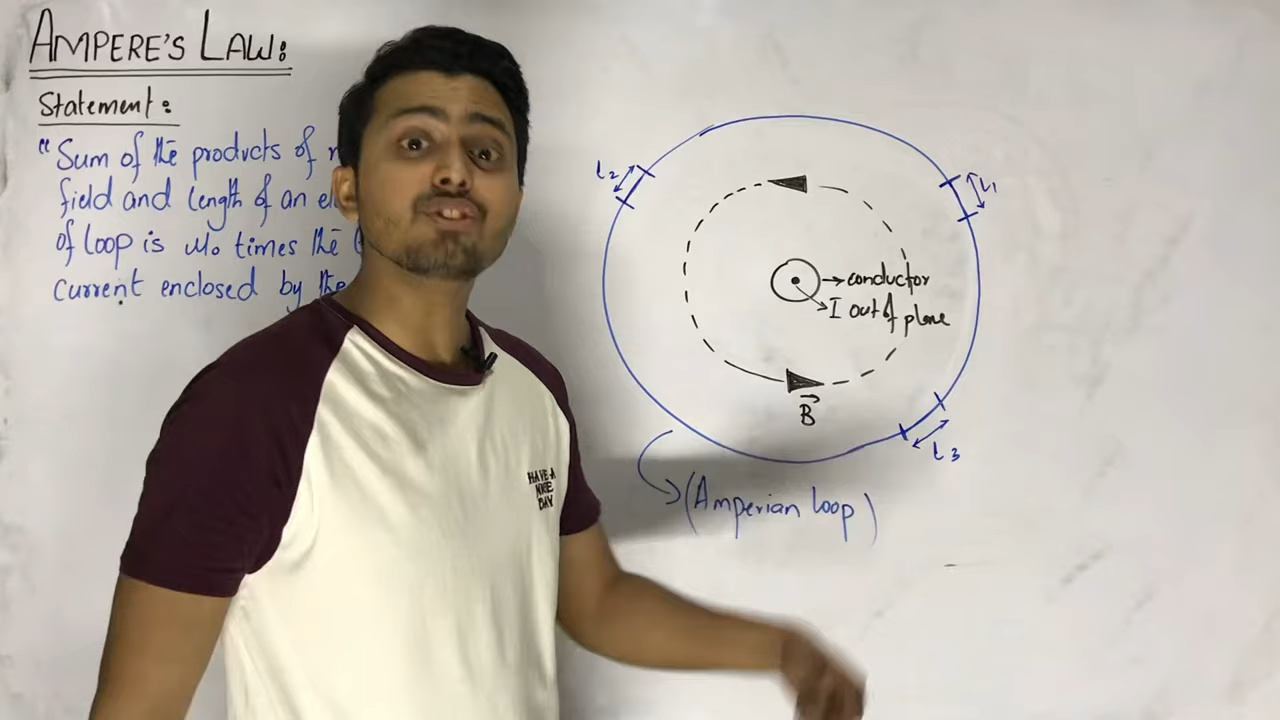 AMPERE'S LAW:
Statement:
"Sum of the products of
field and length of an
of loop is μo times the
current enclosed by the
L2
L1
→conductor
→I out of plane
B
L3
(Amperian loop)
HAVE A
NICE
DAY